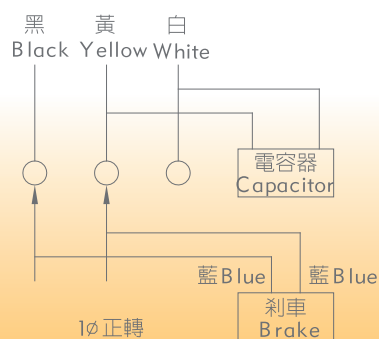 黑 黃 白
Black Yellow White
電容器
Capacitor
藍Blue 藍Blue
剎車
1ø正轉 Brake